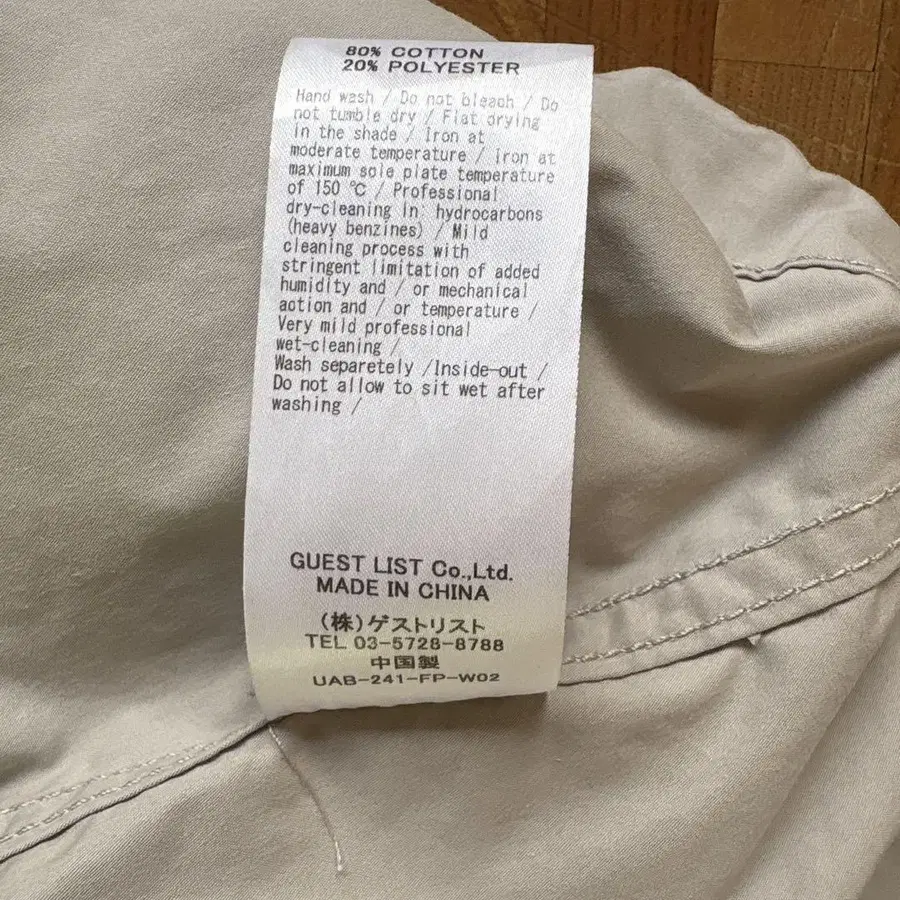 80% COTTON
20% POLYESTER
Hand wash / Do not bleach / Do
not tumble dry / Flat drying
in the shade / Iron at
moderate temperature / iron at
maximum sole plate temperature
of 150 ℃ / Professional
dry-cleaning in: hydrocarbons
(heavy benzines) / Mild
cleaning process with
stringent limitation of added
humidity and / or mechanical
action and / or temperature /
Very mild professional
wet-cleaning /
Wash separetely /Inside-out /
Do not allow to sit wet after
washing /
GUEST LIST Co.,Ltd.
MADE IN CHINA
(株)ゲストリスト
TEL 03-5728-8788
中国製
UAB-241-FP-W02